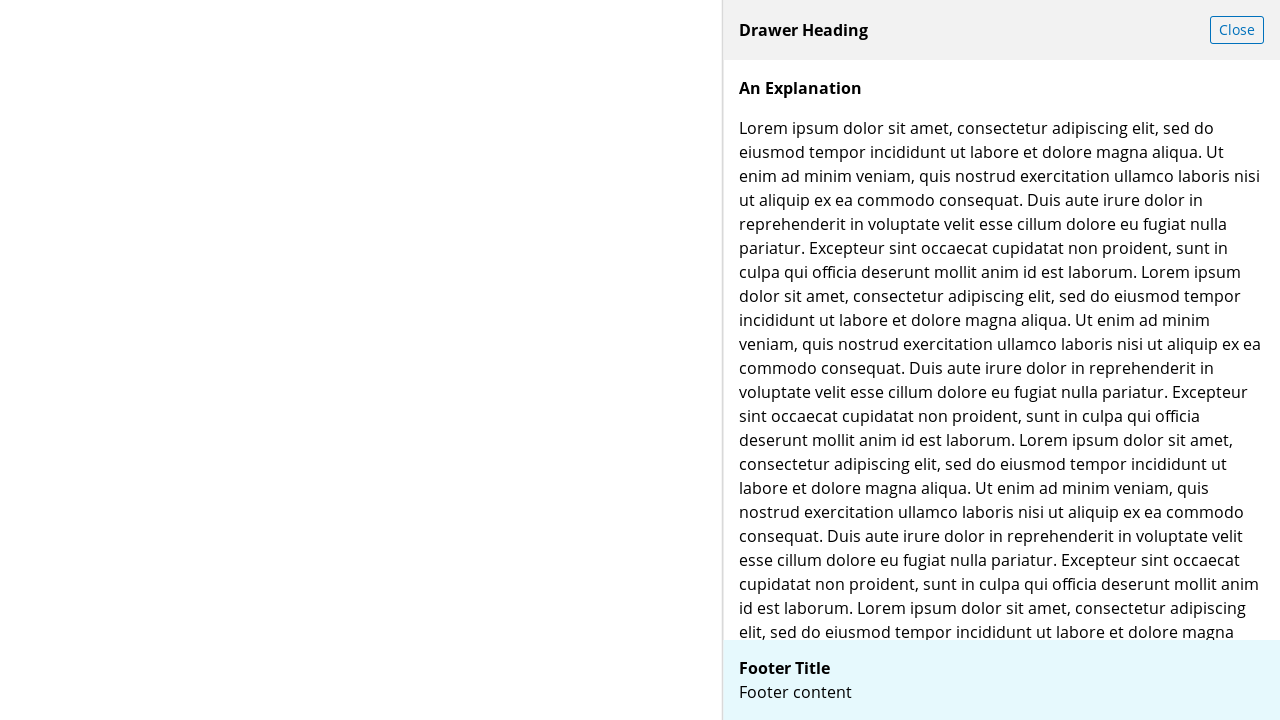 Drawer Heading
Close
An Explanation
Lorem ipsum dolor sit amet, consectetur adipiscing elit, sed do
eiusmod tempor incididunt ut labore et dolore magna aliqua. Ut
enim ad minim veniam, quis nostrud exercitation ullamco laboris nisi
ut aliquip ex ea commodo consequat. Duis aute irure dolor in
reprehenderit in voluptate velit esse cillum dolore eu fugiat nulla
pariatur. Excepteur sint occaecat cupidatat non proident, sunt in
culpa qui officia deserunt mollit anim id est laborum. Lorem ipsum
dolor sit amet, consectetur adipiscing elit, sed do eiusmod tempor
incididunt ut labore et dolore magna aliqua. Ut enim ad minim
veniam, quis nostrud exercitation ullamco laboris nisi ut aliquip ex ea
commodo consequat. Duis aute irure dolor in reprehenderit in
voluptate velit esse cillum dolore eu fugiat nulla pariatur. Excepteur
sint occaecat cupidatat non proident, sunt in culpa qui officia
deserunt mollit anim id est laborum. Lorem ipsum dolor sit amet,
consectetur adipiscing elit, sed do eiusmod tempor incididunt ut
labore et dolore magna aliqua. Ut enim ad minim veniam, quis
nostrud exercitation ullamco laboris nisi ut aliquip ex ea commodo
consequat. Duis aute irure dolor in reprehenderit in voluptate velit
esse cillum dolore eu fugiat nulla pariatur. Excepteur sint occaecat
cupidatat non proident, sunt in culpa qui officia deserunt mollit anim
id est laborum. Lorem ipsum dolor sit amet, consectetur adipiscing
elit, sed do eiusmod tempor incididunt ut labore et dolore magna
Footer Title
Footer content